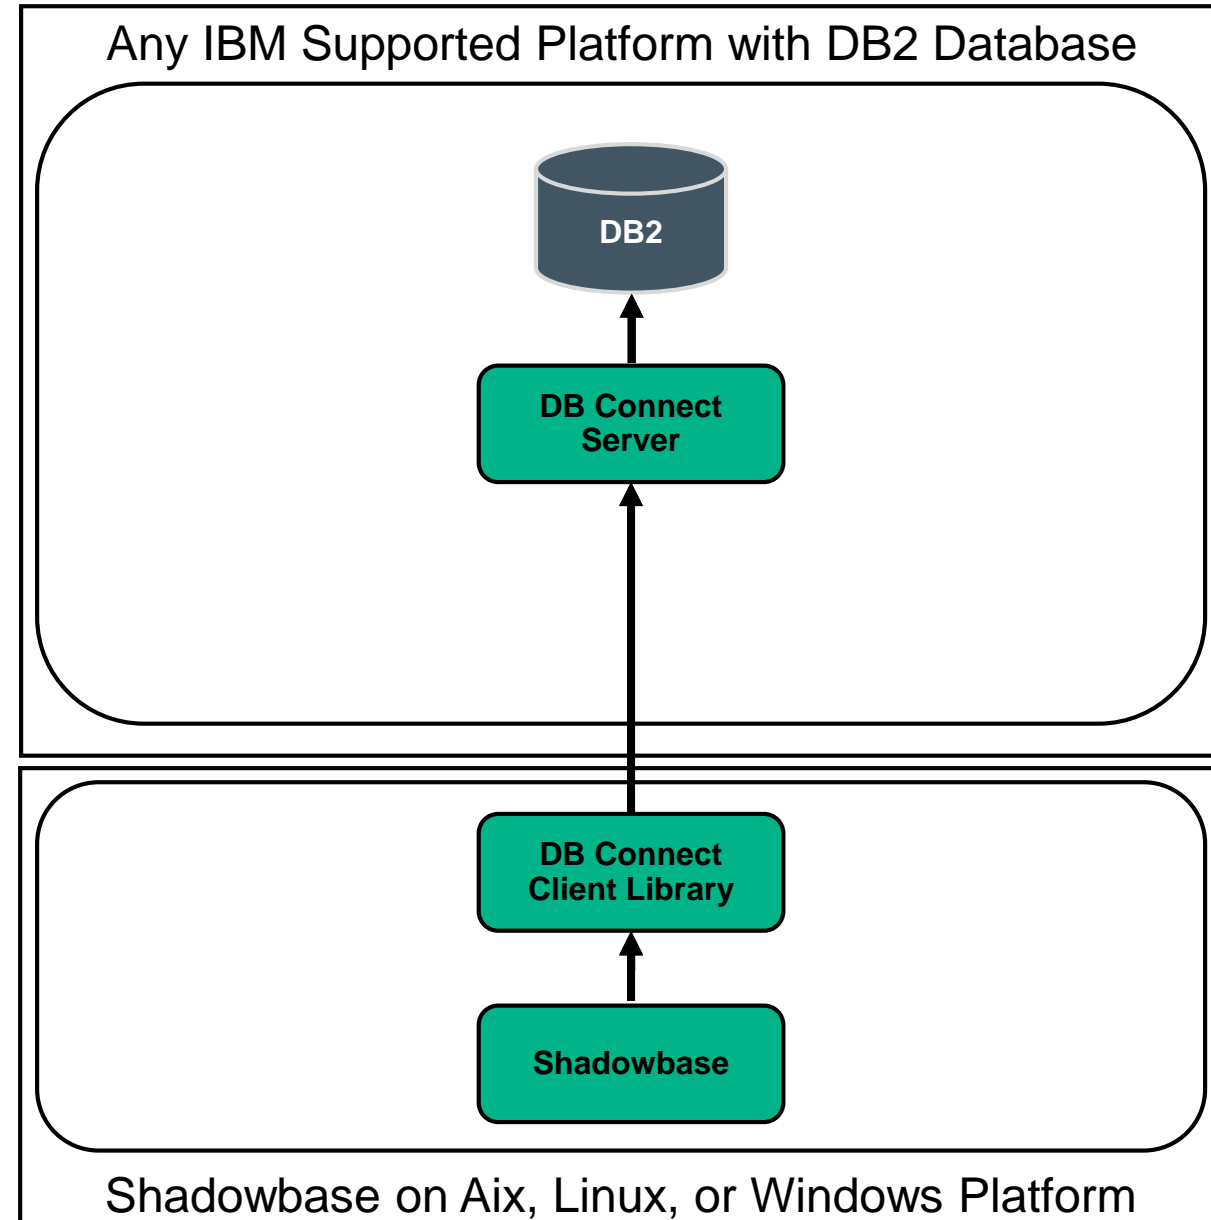 Any IBM Supported Platform with DB2 Database
DB2
DB Connect
Server
DB Connect
Client Library
Shadowbase
Shadowbase on Aix, Linux, or Windows Platform